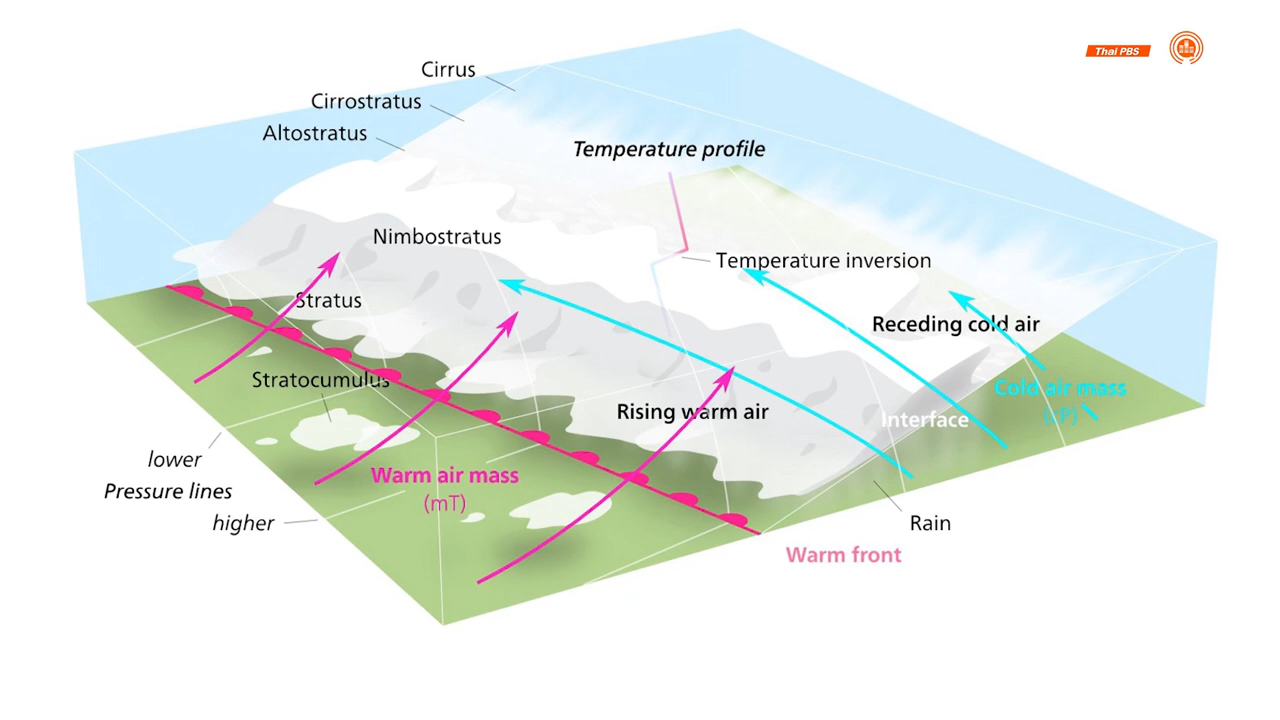 Thai PBS
Cirrus
Cirrostratus
Altostratus
Temperature profile
Nimbostratus
Temperature inversion
Stratus
Receding cold air
Stratocumulus
Cold air mass
(cP)
Rising warm air
Interface
lower
Pressure lines
higher
Warm air mass
(mT)
Rain
Warm front